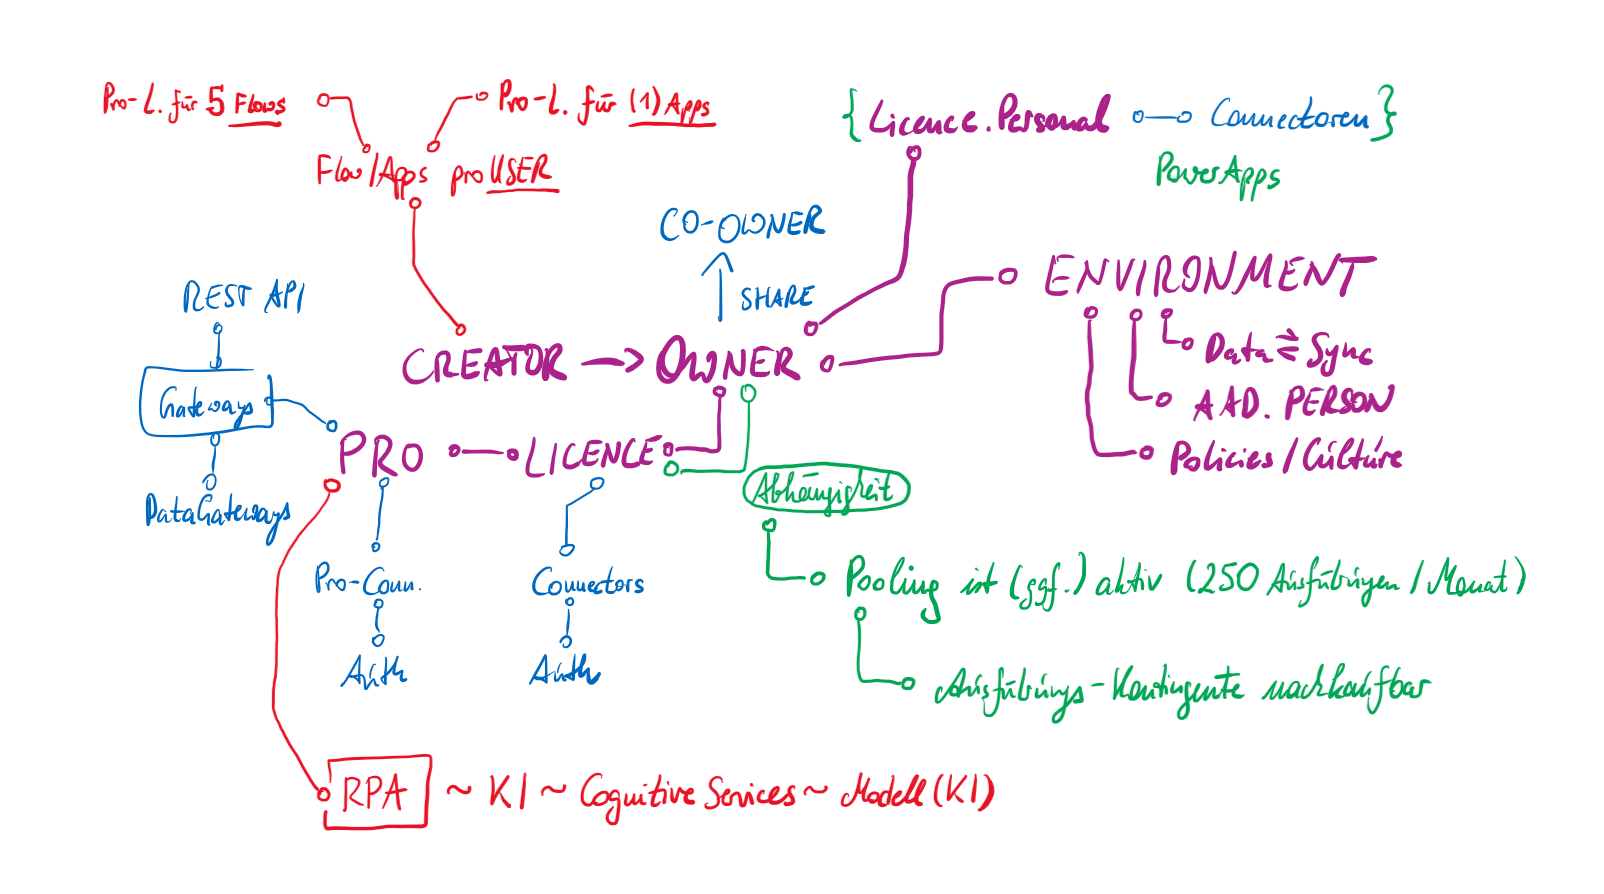 Pro-L. für 5 Flows
Pro-L. für (1) Apps
Flow/Apps pro USER
{ Licence.Personal Connectoren }
PowerApps
CO-OWNER
SHARE
ENVIRONMENT
Data ⇄ Sync
AAD. PERSON
Policies / Culture
REST API
Gateways
DataGateways
CREATOR → OWNER
PRO
LICENCE
Abhängigkeit
Pro-Conn.
Auth
Connectors
Auth
Pooling ist (ggf.) aktiv (250 Ausführungen / Monat)
Ausführungs-Kontingente nachkaufbar
RPA ~ KI ~ Cognitive Services ~ Modell (KI)